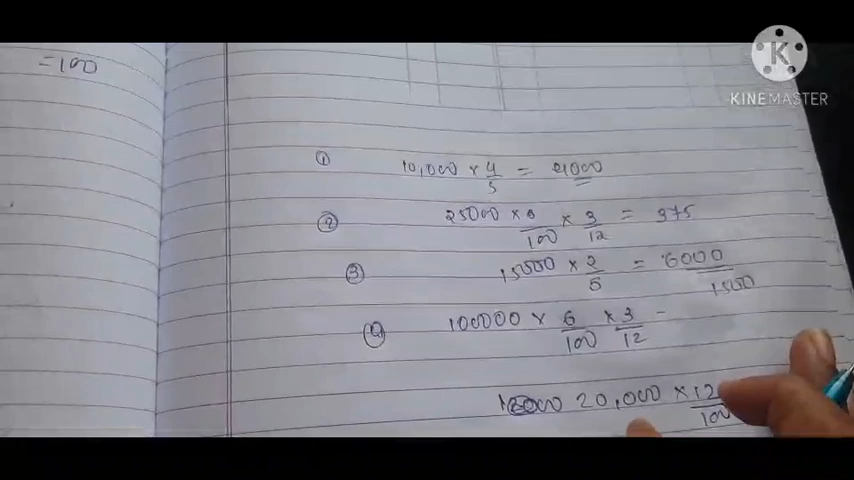 =100
K
KINEMASTER
① 10,000 × 4/5 = 8000
② 25000 × 6/100 × 3/12 = 375
③ 15000 × 2/5 = 6000
1500
④ 100000 × 6/100 × 3/12 =
20,000 × 12/100